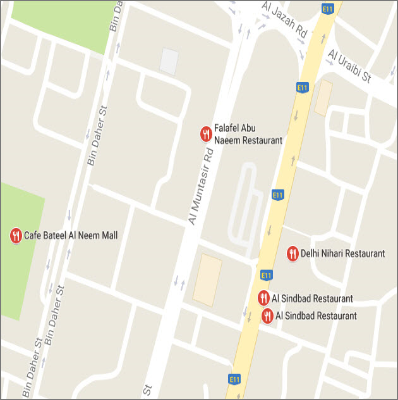 Al Jazah Rd
Bin Daher St
Al Uraibi St
E11
E11
Falafel Abu
Naeem Restaurant
Bin Daher St
Al Muntasir Rd
E11
Cafe Bateel Al Neem Mall
Delhi Nihari Restaurant
E11
Al Sindbad Restaurant
Bin Daher St
Al Sindbad Restaurant
Bin Daher St
E11
St